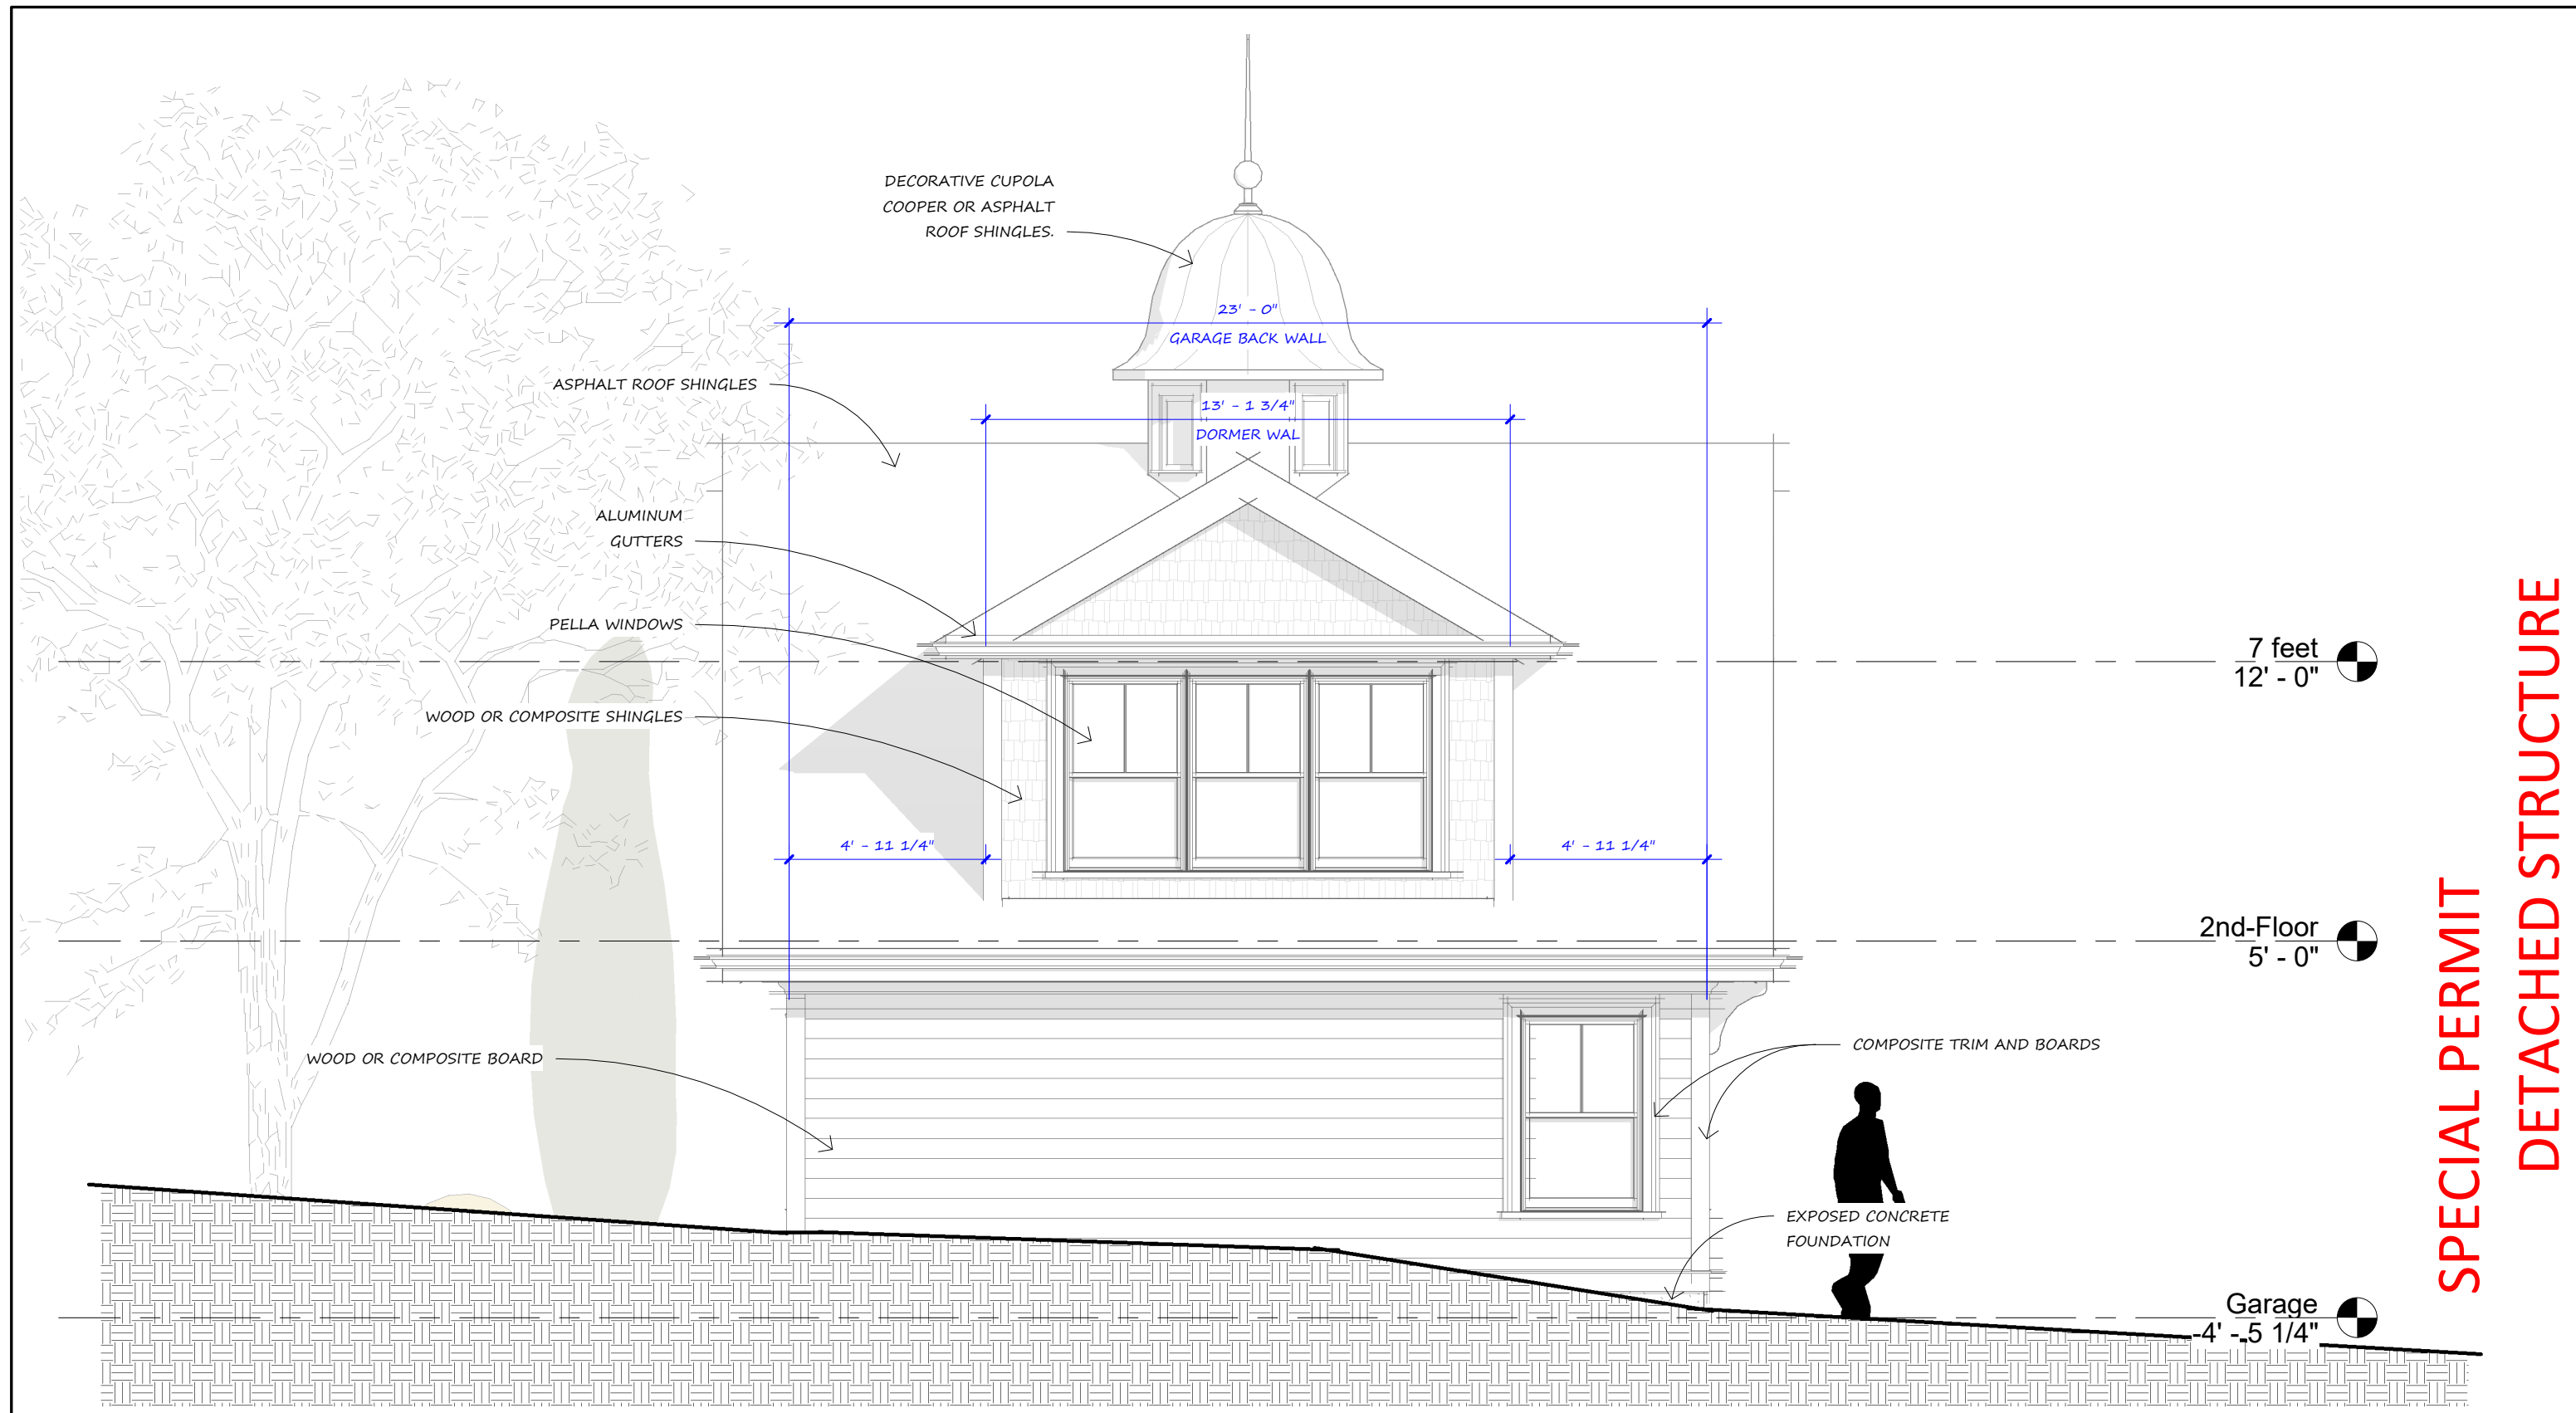 DECORATIVE CUPOLA
COOPER OR ASPHALT
ROOF SHINGLES.
23' - 0"
GARAGE BACK WALL
ASPHALT ROOF SHINGLES
13' - 1 3/4"
DORMER WAL
ALUMINUM
GUTTERS
PELLA WINDOWS
7 feet
12' - 0"
WOOD OR COMPOSITE SHINGLES
4' - 11 1/4"
4' - 11 1/4"
2nd-Floor
5' - 0"
WOOD OR COMPOSITE BOARD
COMPOSITE TRIM AND BOARDS
EXPOSED CONCRETE
FOUNDATION
Garage
-4' - 5 1/4"
SPECIAL PERMIT
DETACHED STRUCTURE